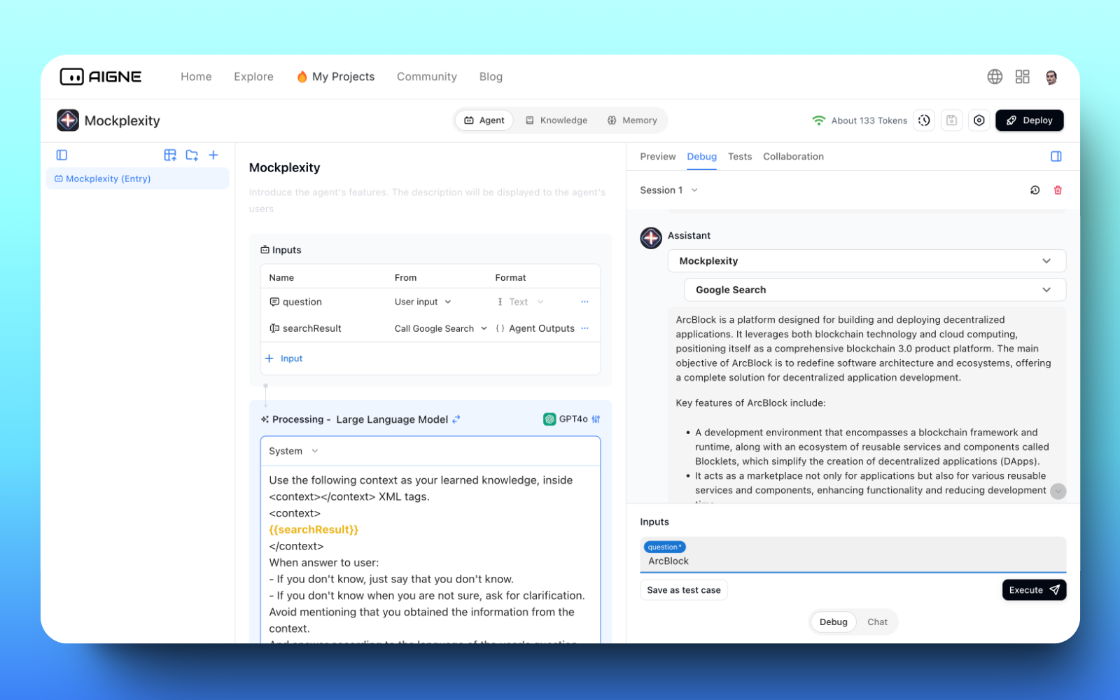 AIGNE
Home
Explore
My Projects
Community
Blog
Mockplexity
Agent
Knowledge
Memory
About 133 Tokens
Deploy
Mockplexity (Entry)
Mockplexity
Introduce the agent's features. The description will be displayed to the agent's
users
Inputs
Name From Format
question User input Text ...
searchResult Call Google Search Agent Outputs ...
+ Input
Processing - Large Language Model
GPT4o
System
Use the following context as your learned knowledge, inside
<context></context> XML tags.
<context>
{{searchResult}}
</context>
When answer to user:
- If you don't know, just say that you don't know.
- If you don't know when you are not sure, ask for clarification.
Avoid mentioning that you obtained the information from the
context.
Preview
Debug
Tests
Collaboration
Session 1
Assistant
Mockplexity
Google Search
ArcBlock is a platform designed for building and deploying decentralized
applications. It leverages both blockchain technology and cloud computing,
positioning itself as a comprehensive blockchain 3.0 product platform. The main
objective of ArcBlock is to redefine software architecture and ecosystems, offering
a complete solution for decentralized application development.
Key features of ArcBlock include:
• A development environment that encompasses a blockchain framework and
runtime, along with an ecosystem of reusable services and components called
Blocklets, which simplify the creation of decentralized applications (DApps).
• It acts as a marketplace not only for applications but also for various reusable
services and components, enhancing functionality and reducing development
Inputs
question *
ArcBlock
Save as test case
Execute
Debug
Chat